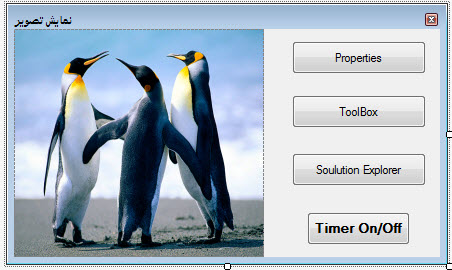 نمایش تصویر
Properties
ToolBox
Soulution Explorer
Timer On/Off